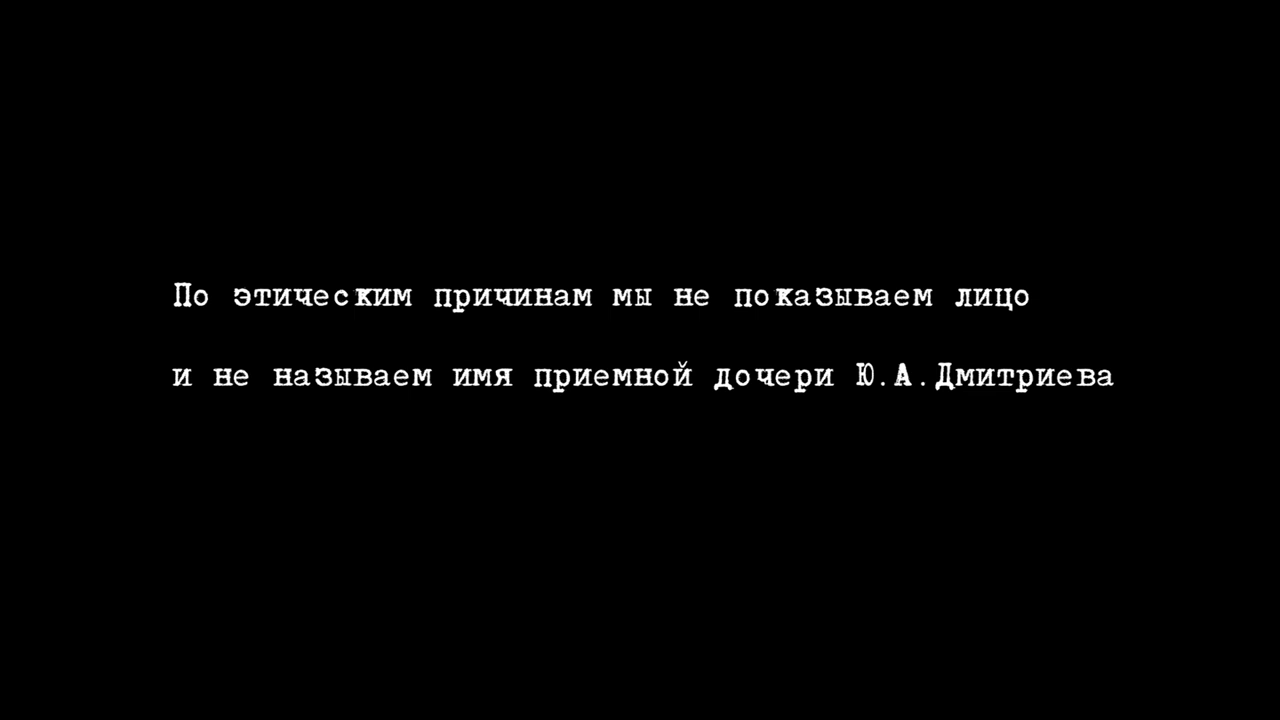 По этическим причинам мы не показываем лицо
и не называем имя приемной дочери Ю.А.Дмитриева